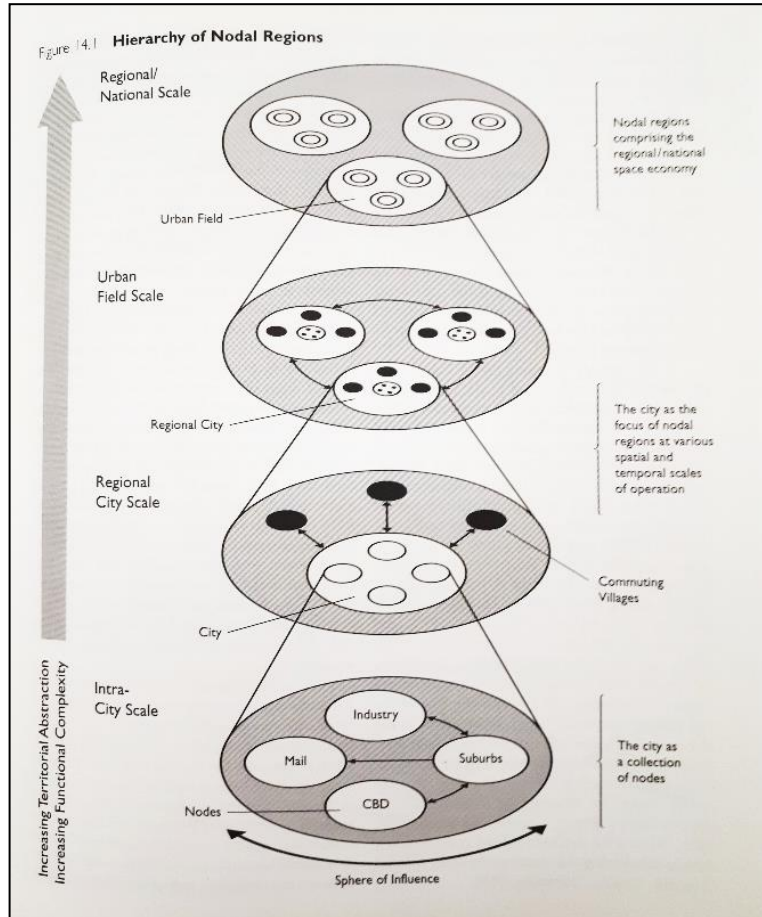 Figure 14.1 Hierarchy of Nodal Regions
Regional/
National Scale
Nodal regions
comprising the
regional/national
space economy
Urban Field
Urban
Field Scale
Regional City
The city as the
focus of nodal
regions at various
spatial and
temporal scales
of operation
Regional
City Scale
Commuting
Villages
City
Intra-
City Scale
Industry
Mail
Suburbs
CBD
Nodes
The city as
a collection
of nodes
Sphere of Influence
Increasing Territorial Abstraction
Increasing Functional Complexity